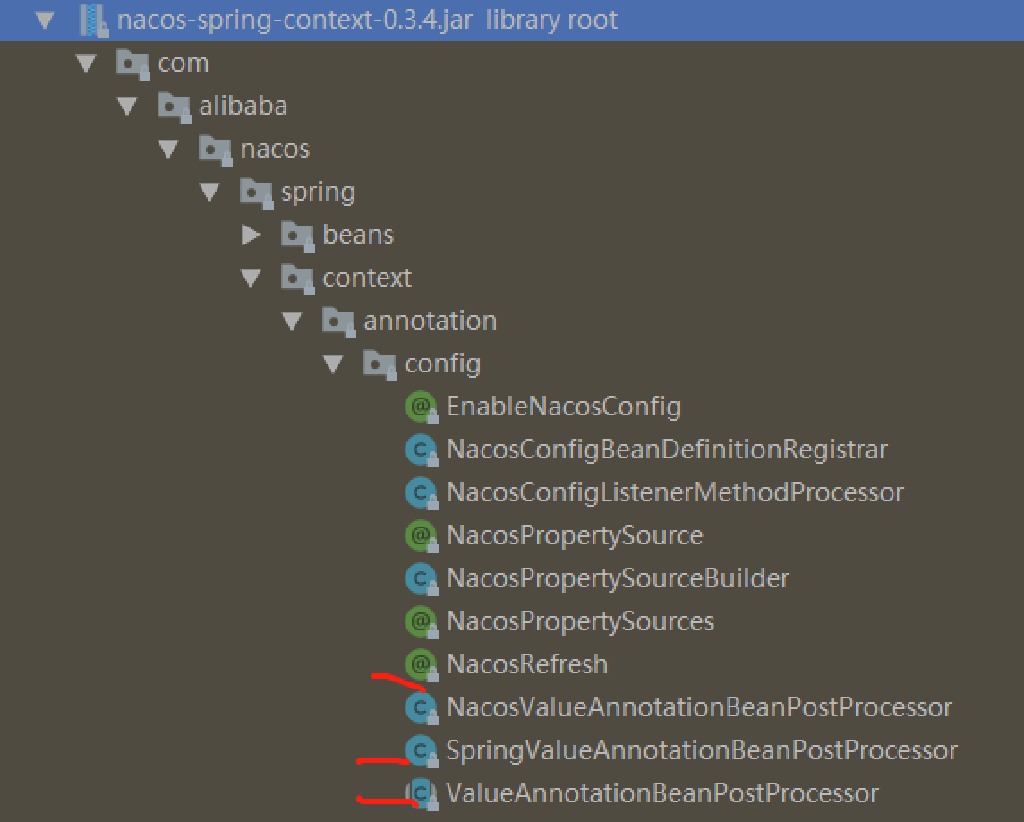 nacos-spring-context-0.3.4.jar library root
com
alibaba
nacos
spring
beans
context
annotation
config
@ EnableNacosConfig
C NacosConfigBeanDefinitionRegistrar
C NacosConfigListenerMethodProcessor
@ NacosPropertySource
C NacosPropertySourceBuilder
@ NacosPropertySources
@ NacosRefresh
C NacosValueAnnotationBeanPostProcessor
C SpringValueAnnotationBeanPostProcessor
C ValueAnnotationBeanPostProcessor